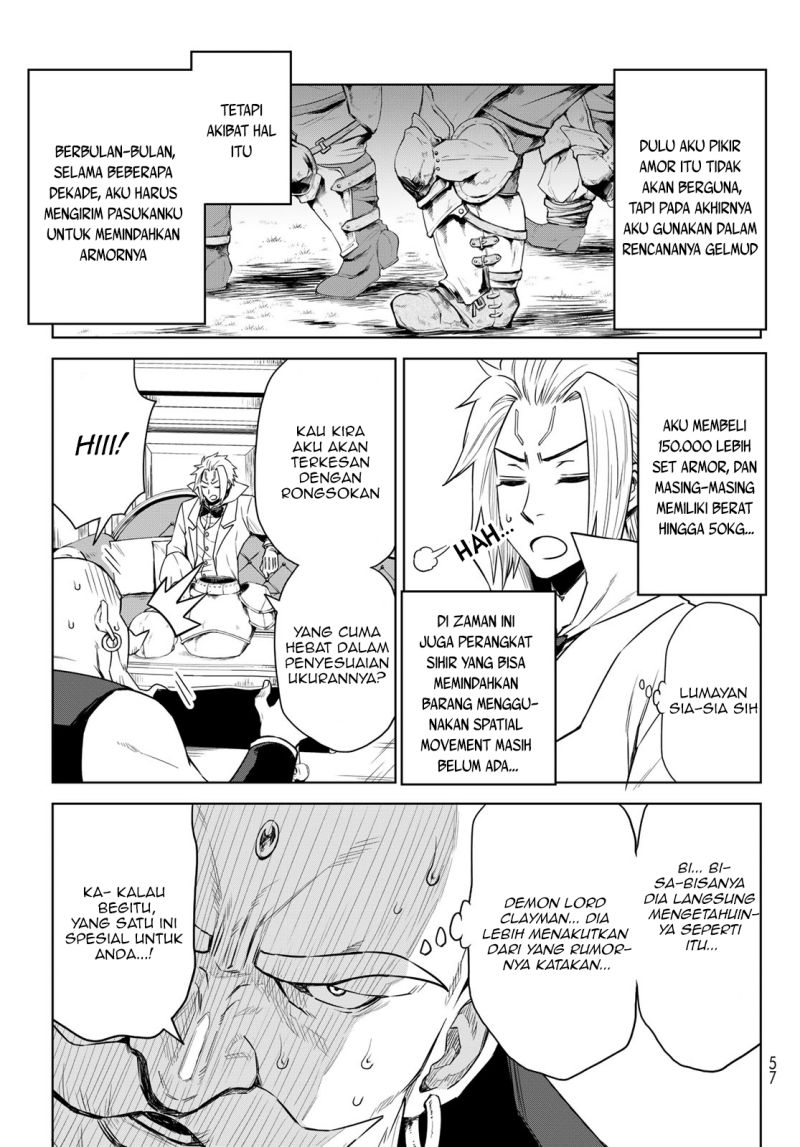 DULU AKU PIKIR
AMOR ITU TIDAK
AKAN BERGUNA,
TAPI PADA AKHIRNYA
AKU GUNAKAN DALAM
RENCANANYA GELMUD
TETAPI
AKIBAT HAL
ITU
BERBULAN-BULAN,
SELAMA BEBERAPA
DEKADE, AKU HARUS
MENGIRIM PASUKANKU
UNTUK MEMINDAHKAN
ARMORNYA
AKU MEMBELI
150.000 LEBIH
SET ARMOR, DAN
MASING-MASING
MEMILIKI BERAT
HINGGA 50KG...
HAH...
LUMAYAN
SIA-SIA SIH
DI ZAMAN INI
JUGA PERANGKAT
SIHIR YANG BISA
MEMINDAHKAN
BARANG MENGGU-
NAKAN SPATIAL
MOVEMENT MASIH
BELUM ADA...
KAU KIRA
AKU AKAN
TERKESAN
DENGAN
RONGSOKAN
YANG CUMA
HEBAT DALAM
PENYESUAIAN
UKURANNYA?
HIII!
BI... BI-
SA-BISANYA
DIA LANGSUNG
MENGETAHUIN-
YA SEPERTI
ITU...
DEMON LORD
CLAYMAN... DIA
LEBIH MENAKUTKAN
DARI YANG RUMOR-
NYA KATAKAN...
KA- KALAU
BEGITU,
YANG SATU INI
SPESIAL UNTUK
ANDA...!
57